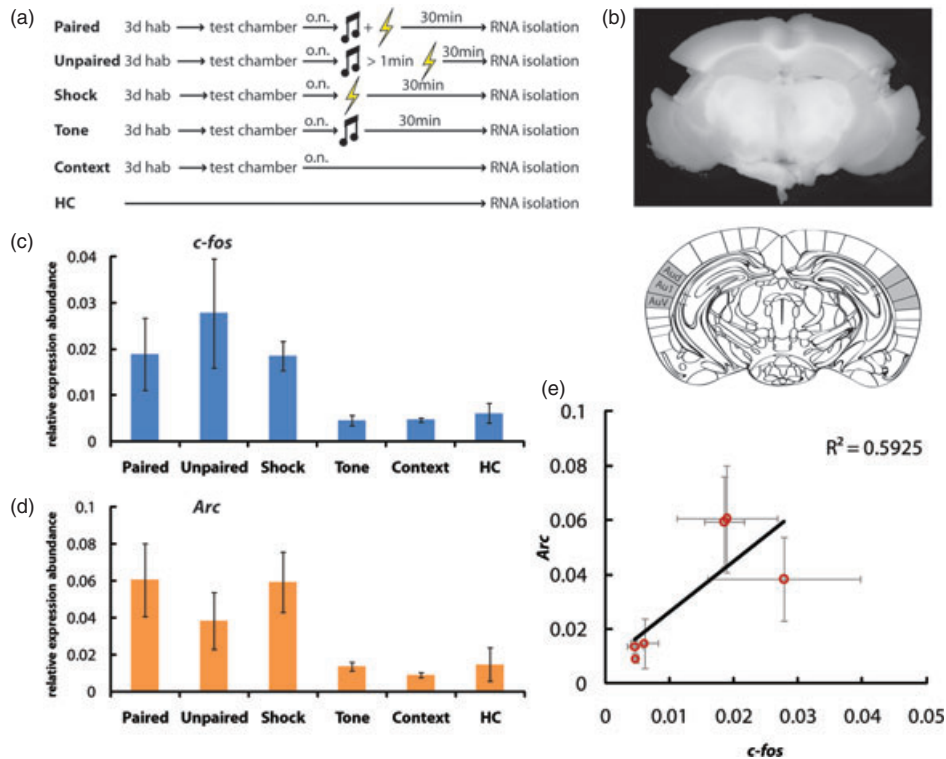 (a)
Paired 3d hab test chamber o.n. + 30min RNA isolation
Unpaired 3d hab test chamber o.n. > 1min 30min RNA isolation
Shock 3d hab test chamber o.n. 30min RNA isolation
Tone 3d hab test chamber o.n. 30min RNA isolation
Context 3d hab test chamber o.n. RNA isolation
HC RNA isolation
(b)
AuD
Au1
AuV
(c)
c-fos
relative expression abundance
0.04
0.03
0.02
0.01
0
Paired Unpaired Shock Tone Context HC
(d)
Arc
relative expression abundance
0.1
0.08
0.06
0.04
0.02
0
Paired Unpaired Shock Tone Context HC
(e)
R² = 0.5925
Arc
0.1
0.08
0.06
0.04
0.02
0
0 0.01 0.02 0.03 0.04 0.05
c-fos